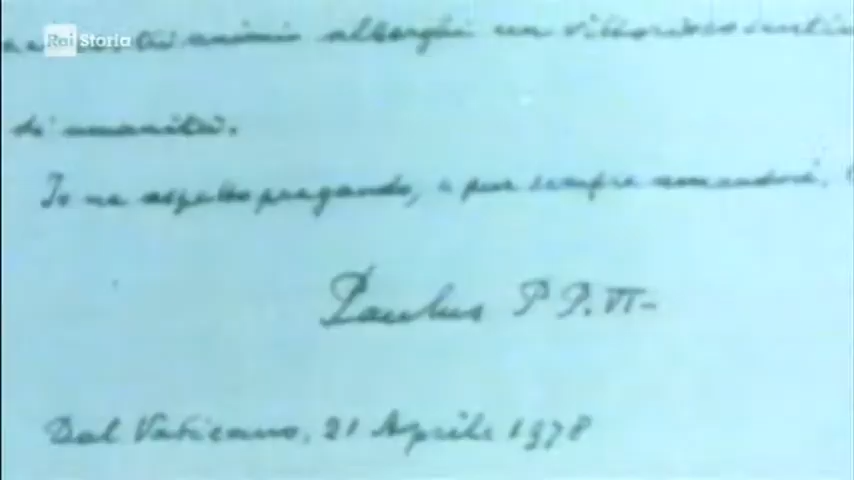 Rai Storia
animi alberghi un vittorioso
di umanità.
Io ne aspetto pregando, e pur sempre amandovi,
Paulus P P. VI-
Dal Vaticano, 21 Aprile 1978